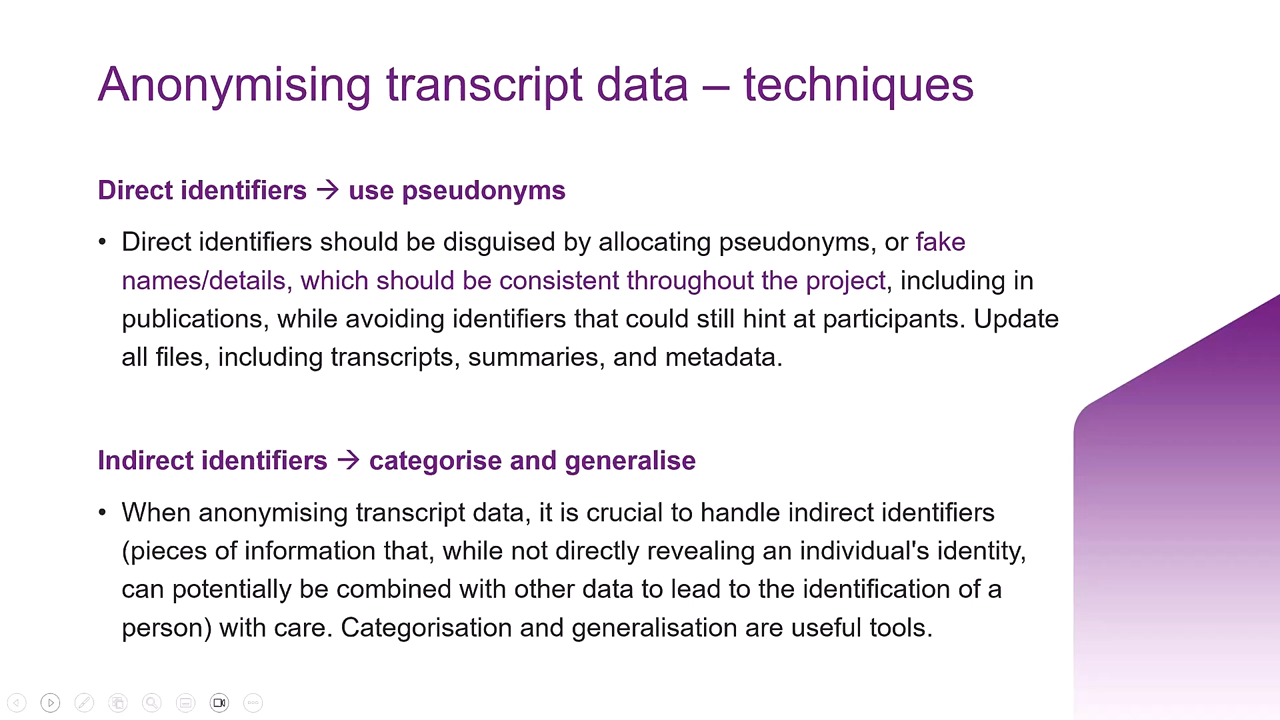 Anonymising transcript data – techniques
Direct identifiers → use pseudonyms
• Direct identifiers should be disguised by allocating pseudonyms, or fake
names/details, which should be consistent throughout the project, including in
publications, while avoiding identifiers that could still hint at participants. Update
all files, including transcripts, summaries, and metadata.
Indirect identifiers → categorise and generalise
• When anonymising transcript data, it is crucial to handle indirect identifiers
(pieces of information that, while not directly revealing an individual's identity,
can potentially be combined with other data to lead to the identification of a
person) with care. Categorisation and generalisation are useful tools.